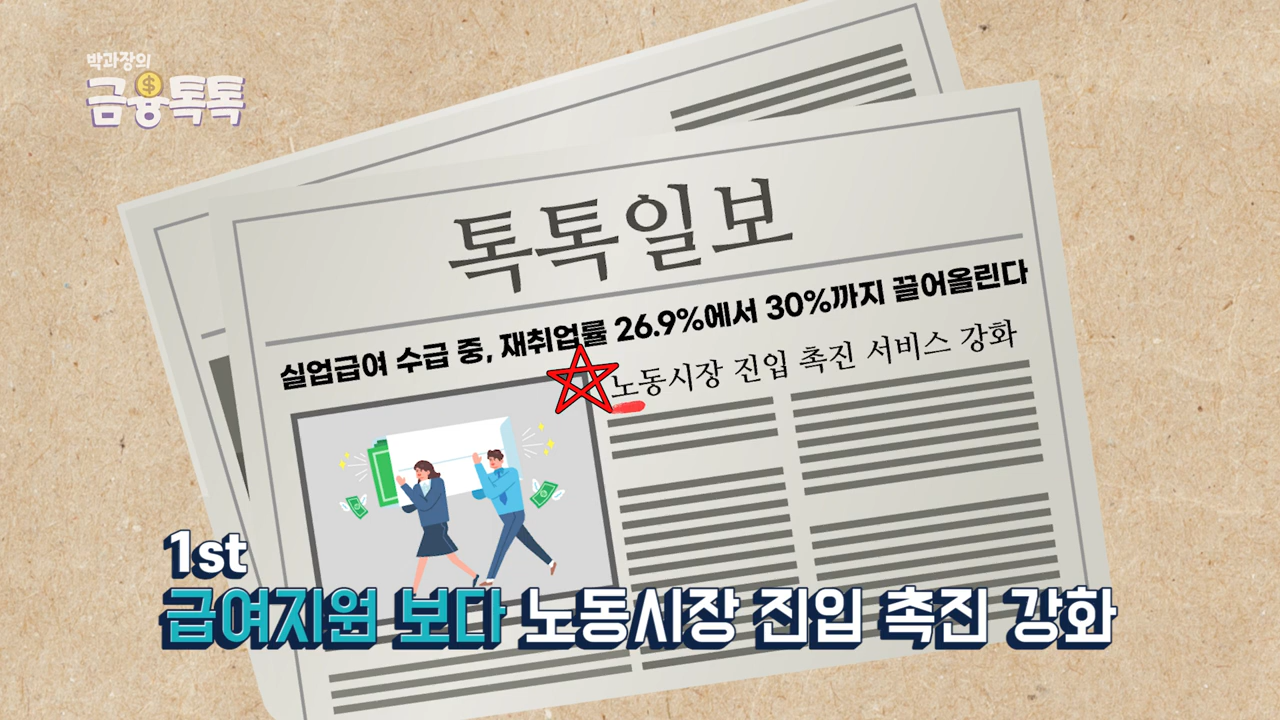 박과장의
금융톡톡
톡톡일보
실업급여 수급 중, 재취업률 26.9%에서 30%까지 끌어올린다
노동시장 진입 촉진 서비스 강화
1st
급여지원 보다 노동시장 진입 촉진 강화